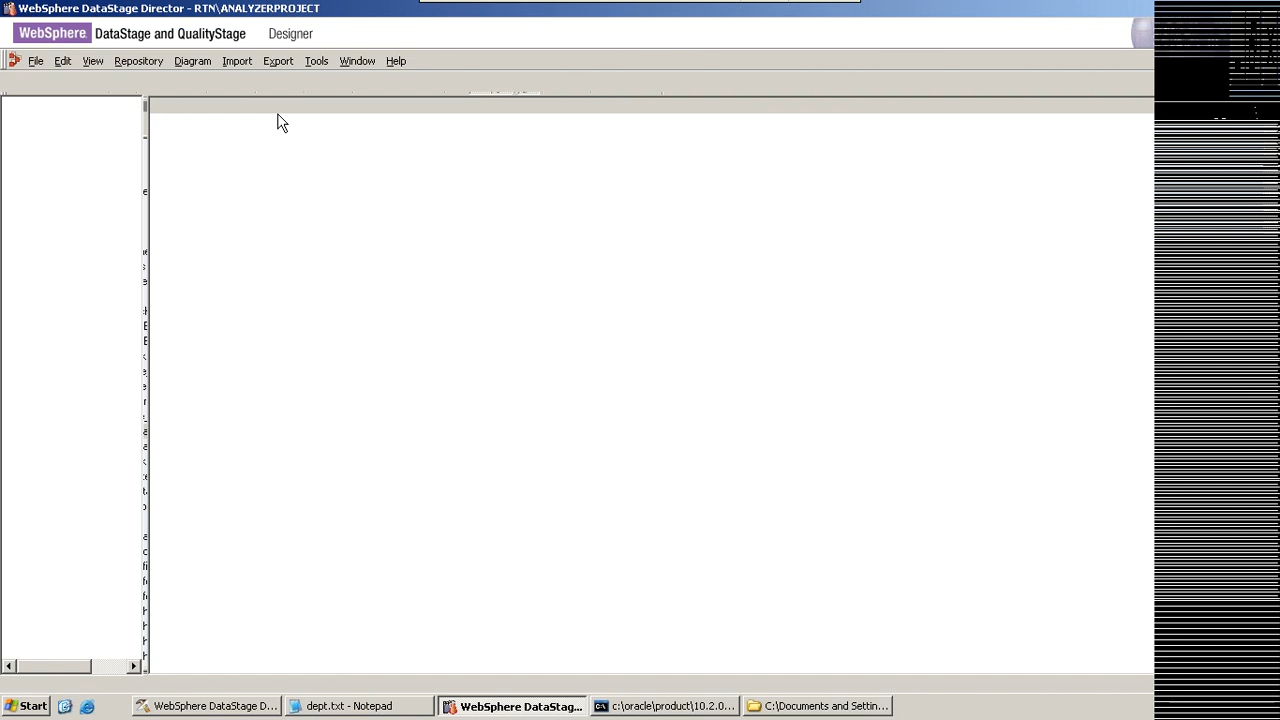 WebSphere DataStage Director - RTN\ANALYZERPROJECT
WebSphere. DataStage and QualityStage Designer
File Edit View Repository Diagram Import Export Tools Window Help
Start WebSphere DataStage D... dept.txt - Notepad WebSphere DataStag... c:\oracle\product\10.2.0... C:\Documents and Settin...